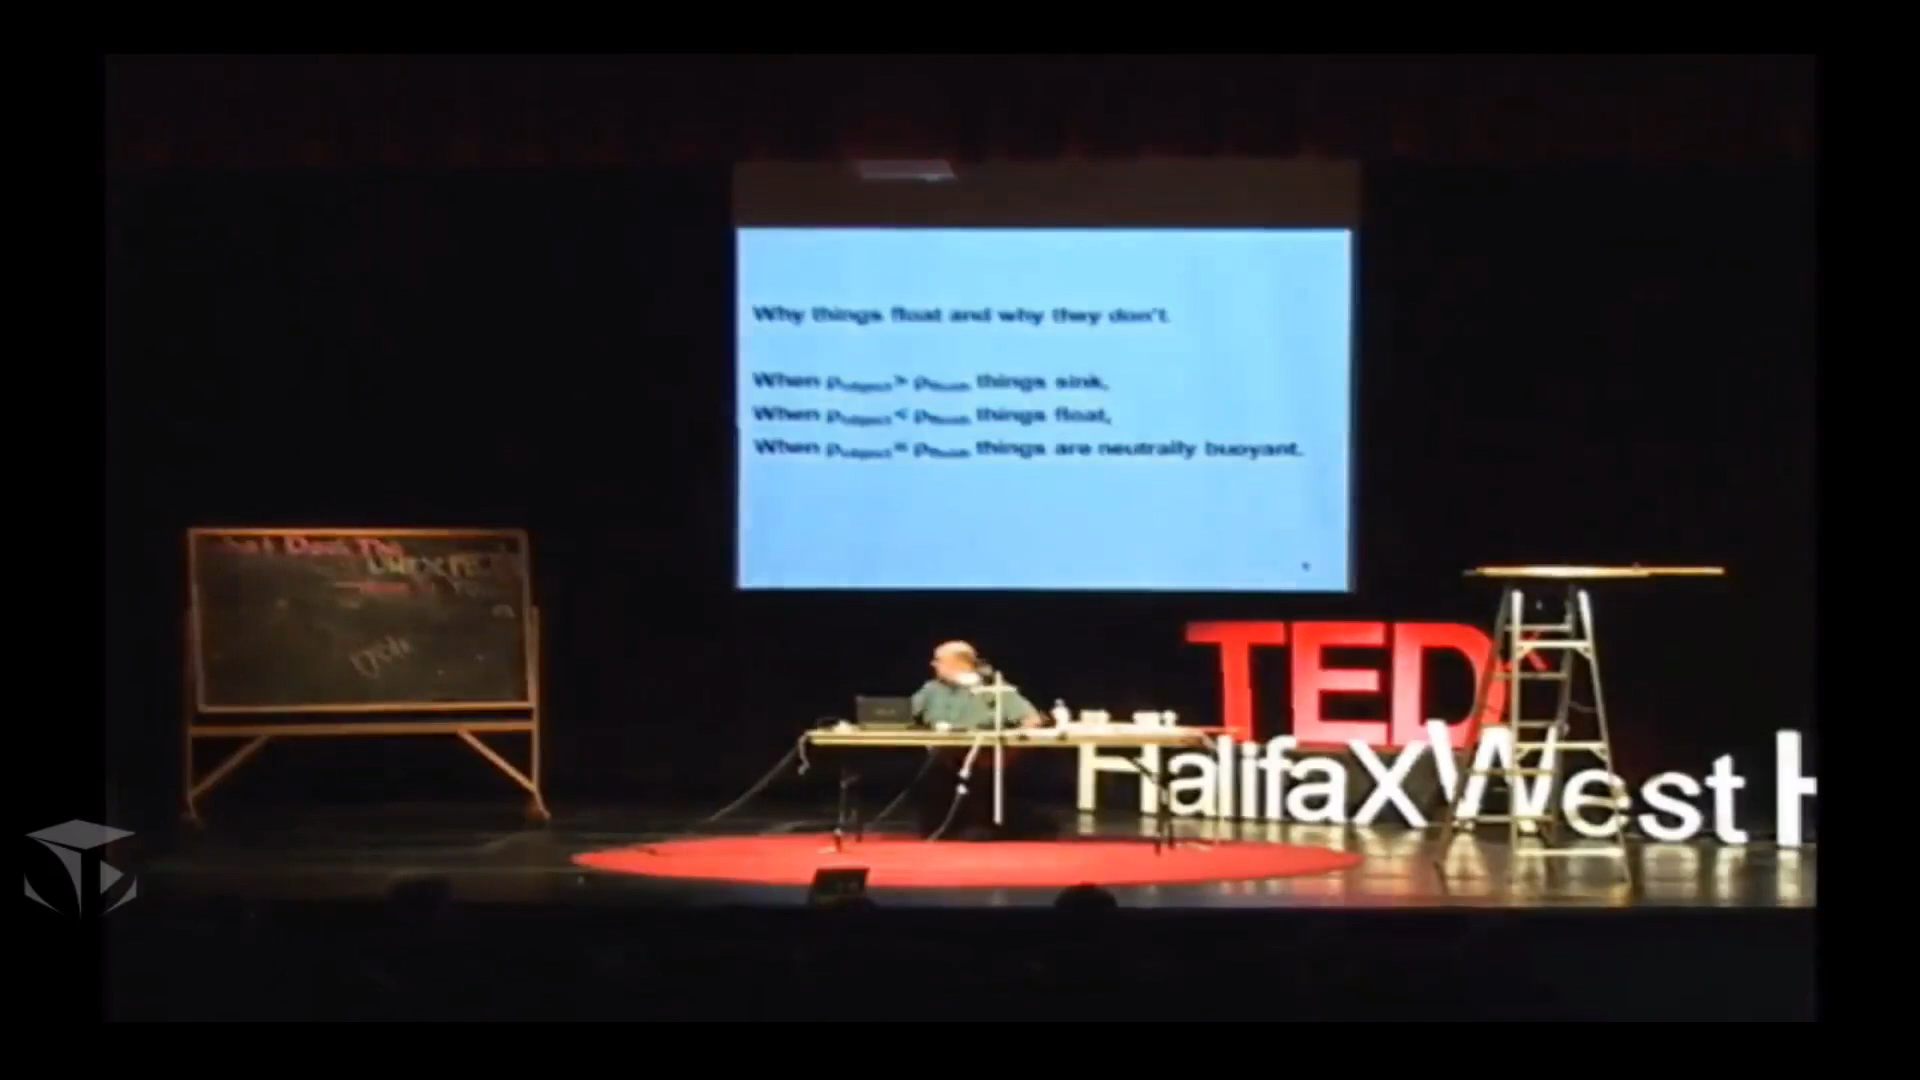 Why things float and why they don't.
When ρobject > ρfluid, things sink,
When ρobject < ρfluid, things float,
When ρobject = ρfluid, things are neutrally buoyant.
TEDx
HalifaxWest H